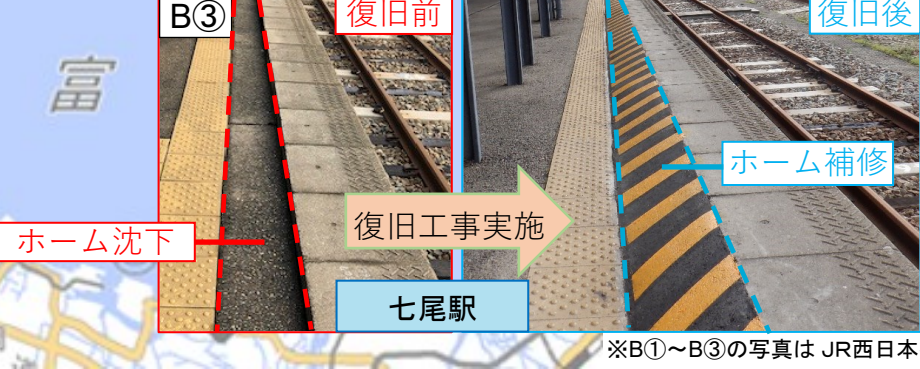 B③
復旧前
復旧後
富
ホーム補修
ホーム沈下
復旧工事実施
七尾駅
※B①～B③の写真は JR西日本